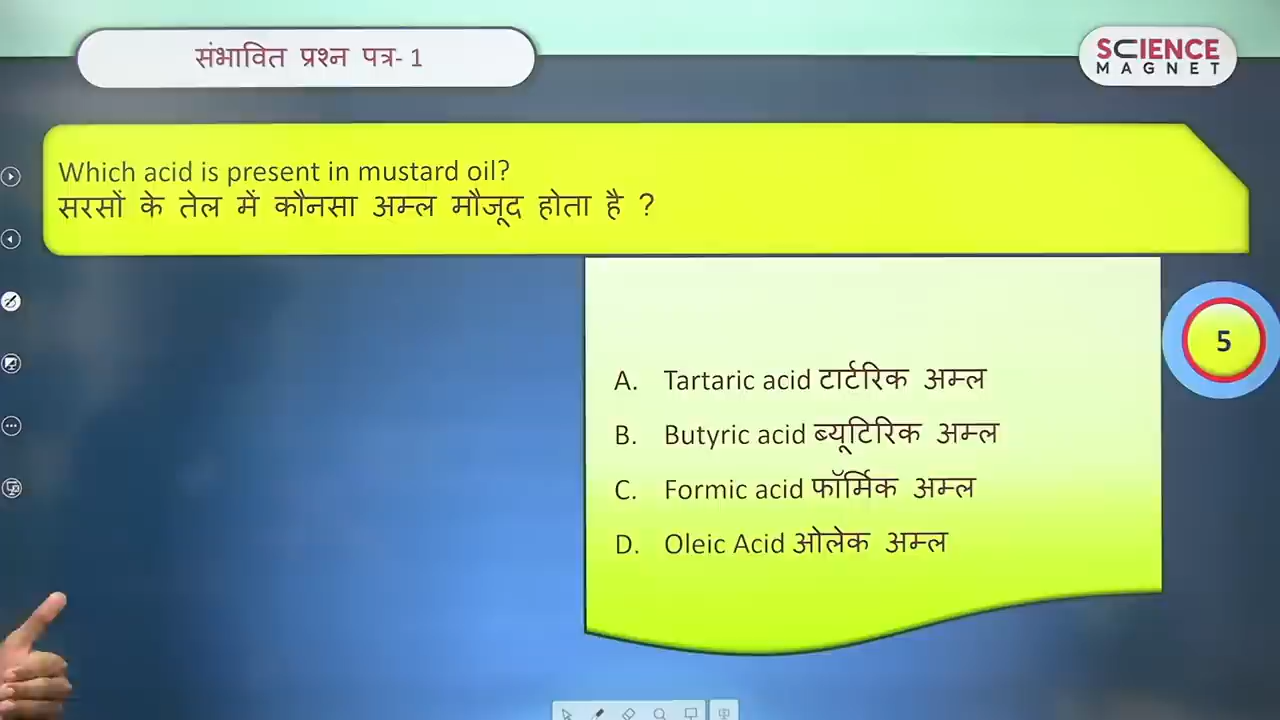 संभावित प्रश्न पत्र- 1
SCIENCE
MAGNET
Which acid is present in mustard oil?
सरसों के तेल में कौनसा अम्ल मौजूद होता है ?
5
A. Tartaric acid टार्टरिक अम्ल
B. Butyric acid ब्यूटिरिक अम्ल
C. Formic acid फॉर्मिक अम्ल
D. Oleic Acid ओलेक अम्ल